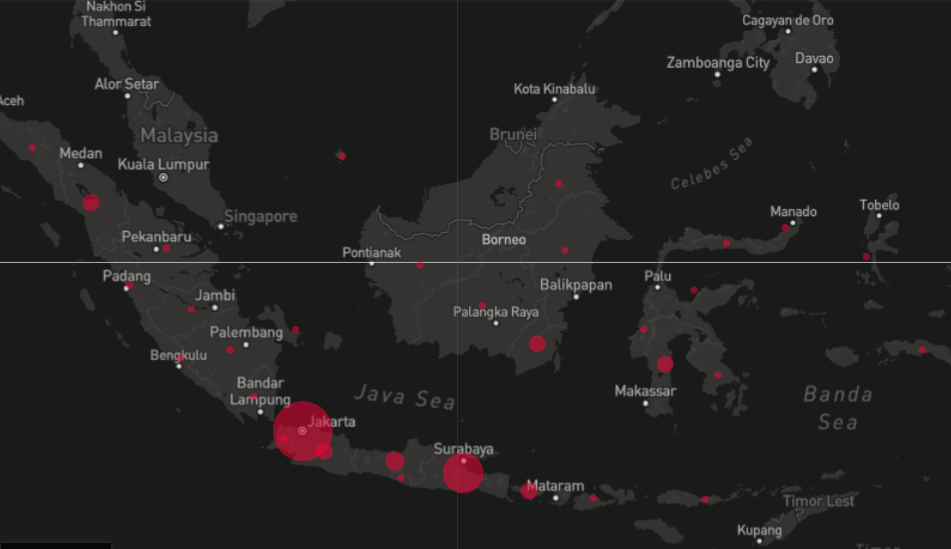 Nakhon Si
Thammarat
Cagayan de Oro
Zamboanga City
Davao
Alor Setar
Kota Kinabalu
Aceh
Malaysia
Brunei
Medan
Kuala Lumpur
Celebes Sea
Singapore
Manado
Tobelo
Pekanbaru
Borneo
Pontianak
Padang
Palu
Balikpapan
Jambi
Palangka Raya
Palembang
Bengkulu
Bandar
Lampung
Java Sea
Makassar
Banda
Sea
Jakarta
Surabaya
Mataram
Timor Lest
Kupang